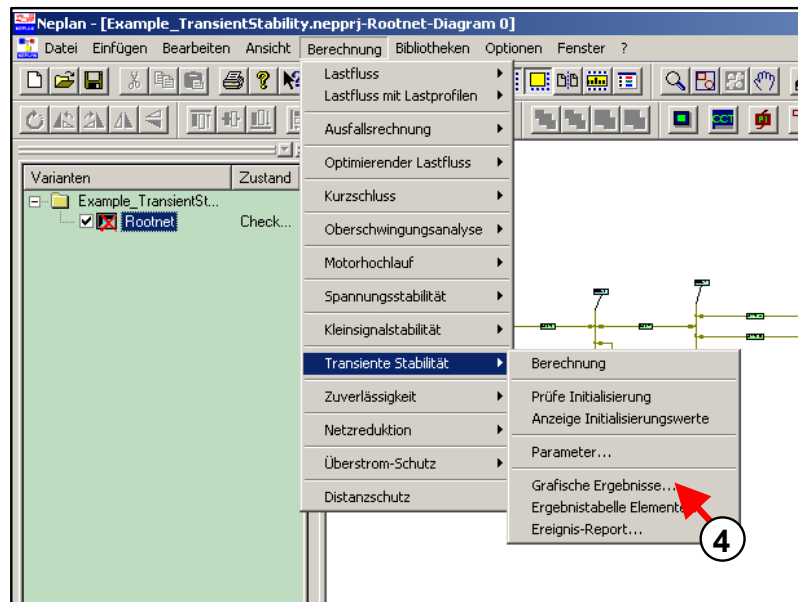 Neplan - [Example_TransientStability.nepprj-Rootnet-Diagram 0]
Datei Einfügen Bearbeiten Ansicht Berechnung Bibliotheken Optionen Fenster ?
Varianten Zustand
Example_TransientSt...
Rootnet Check...
Lastfluss
Lastfluss mit Lastprofilen
Ausfallsrechnung
Optimierender Lastfluss
Kurzschluss
Oberschwingungsanalyse
Motorhochlauf
Spannungsstabilität
Kleinsignalstabilität
Transiente Stabilität
Zuverlässigkeit
Netzreduktion
Überstrom-Schutz
Distanzschutz
Berechnung
Prüfe Initialisierung
Anzeige Initialisierungswerte
Parameter...
Grafische Ergebnisse...
Ergebnistabelle Elemente
Ereignis-Report...
4
CCT